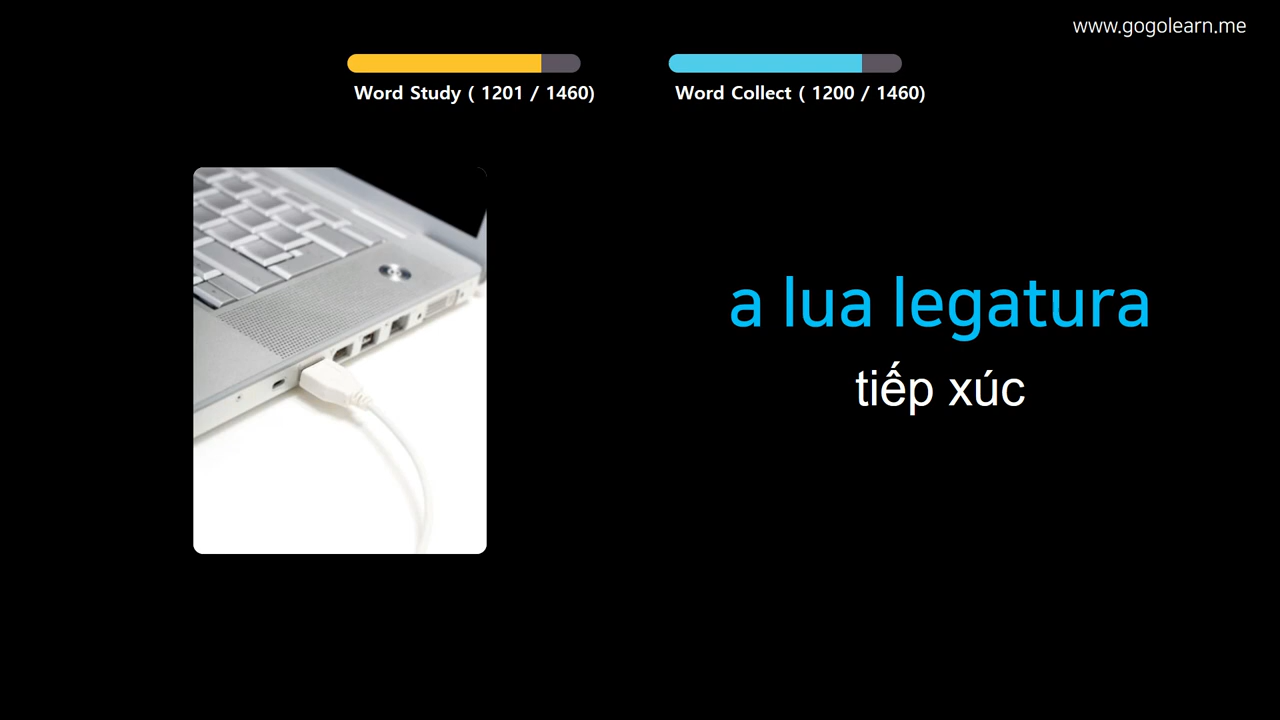 www.gogolearn.me
Word Study ( 1201 / 1460)
Word Collect ( 1200 / 1460)
a lua legatura
tiếp xúc